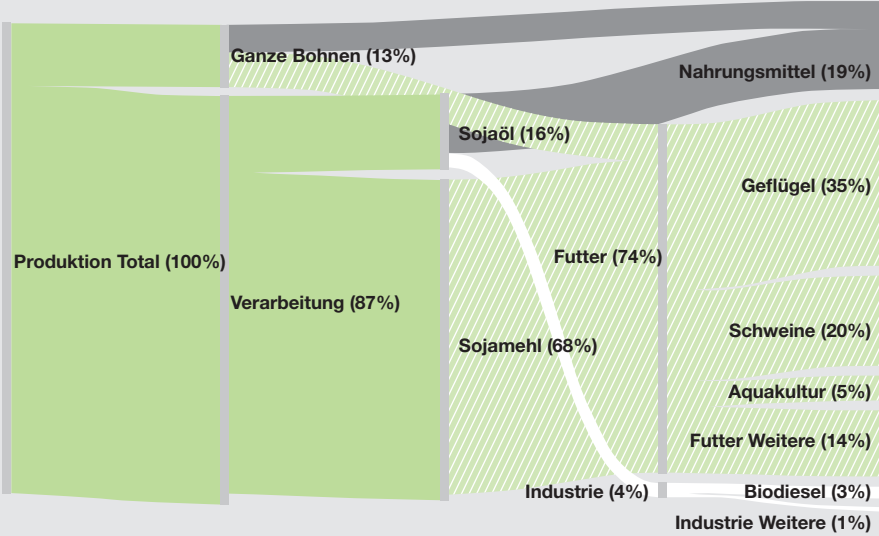 Ganze Bohnen (13%)
Nahrungsmittel (19%)
Sojaöl (16%)
Geflügel (35%)
Produktion Total (100%)
Futter (74%)
Verarbeitung (87%)
Schweine (20%)
Sojamehl (68%)
Aquakultur (5%)
Futter Weitere (14%)
Industrie (4%)
Biodiesel (3%)
Industrie Weitere (1%)